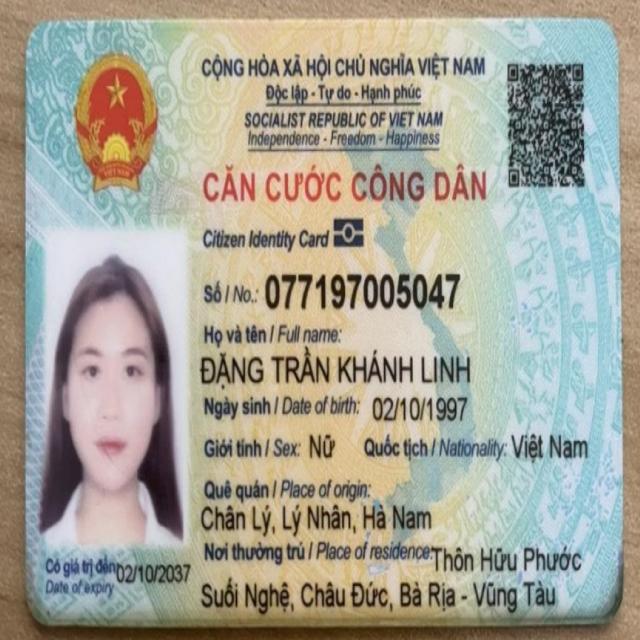 CỘNG HÒA XÃ HỘI CHỦ NGHĨA VIỆT NAM
Độc lập - Tự do - Hạnh phúc
SOCIALIST REPUBLIC OF VIET NAM
Independence - Freedom - Happiness
CĂN CƯỚC CÔNG DÂN
Citizen Identity Card
Số / No.: 077197005047
Họ và tên / Full name:
ĐẶNG TRẦN KHÁNH LINH
Ngày sinh / Date of birth: 02/10/1997
Giới tính / Sex: Nữ Quốc tịch / Nationality: Việt Nam
Quê quán / Place of origin:
Chân Lý, Lý Nhân, Hà Nam
Nơi thường trú / Place of residence: Thôn Hữu Phước
Suối Nghệ, Châu Đức, Bà Rịa - Vũng Tàu
Có giá trị đến 02/10/2037
Date of expiry